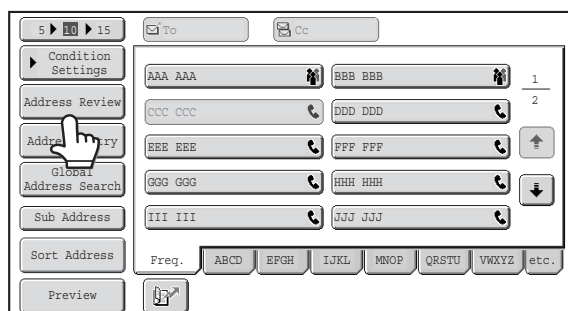 5 10 15
To
Cc
Condition
Settings
Address Review
Global
Address Search
Sub Address
Sort Address
Preview
AAA AAA
BBB BBB
CCC CCC
DDD DDD
EEE EEE
FFF FFF
GGG GGG
HHH HHH
III III
JJJ JJJ
1
2
Freq.
ABCD
EFGH
IJKL
MNOP
QRSTU
VWXYZ
etc.